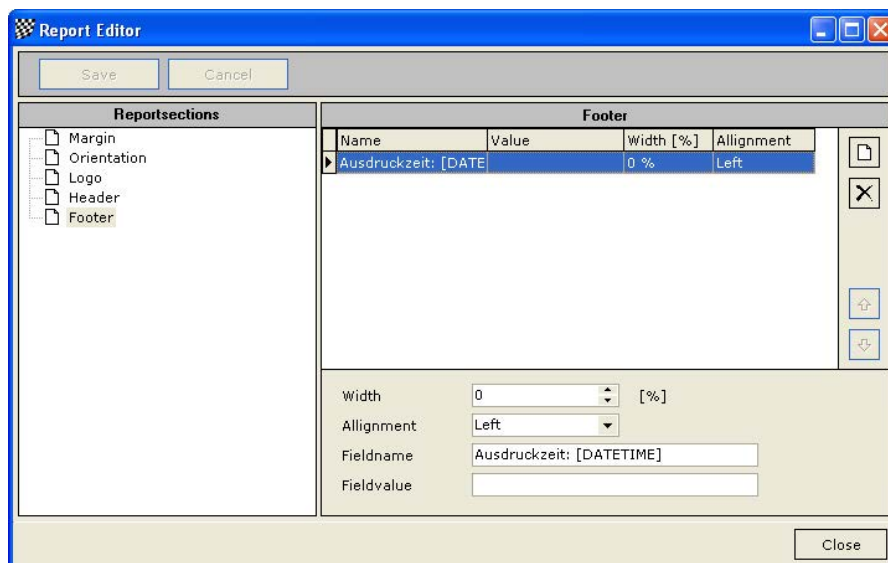 Report Editor
Save Cancel
Reportsections
Margin
Orientation
Logo
Header
Footer
Footer
Name Value Width [%] Allignment
Ausdruckzeit: [DATE 0 % Left
Width 0 [%]
Allignment Left
Fieldname Ausdruckzeit: [DATETIME]
Fieldvalue
Close